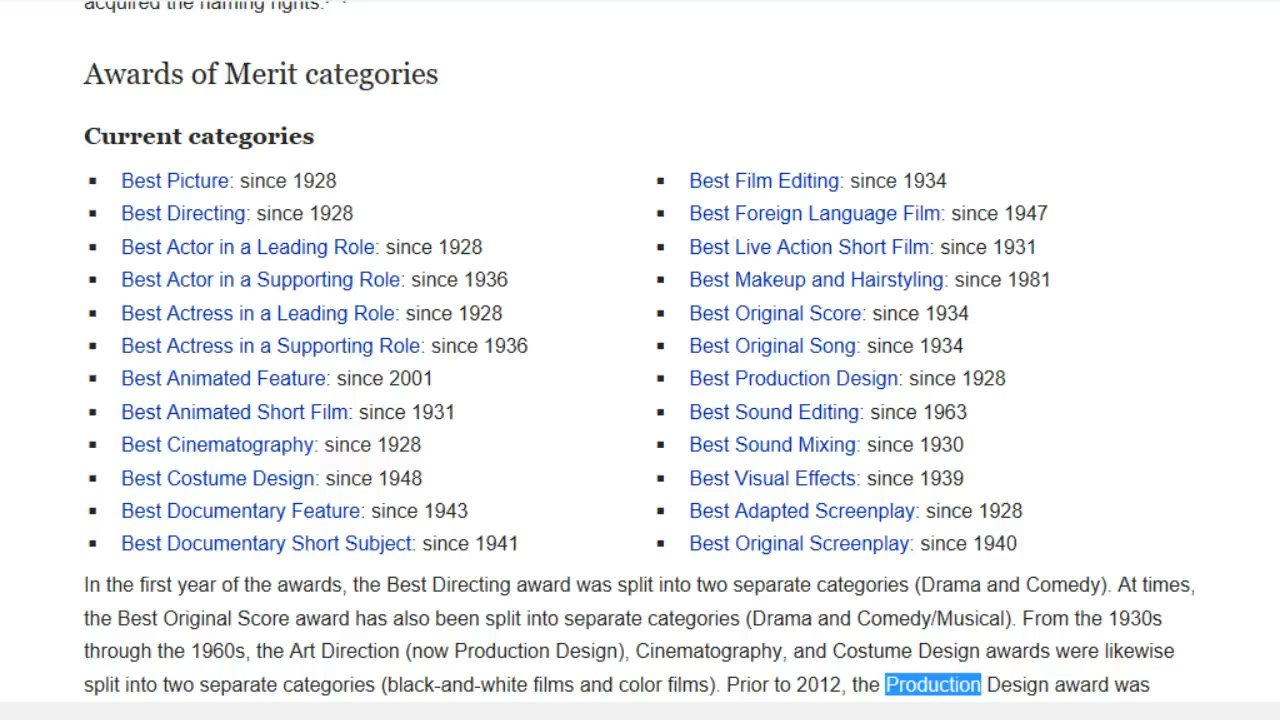 acquired the naming rights.
Awards of Merit categories
Current categories
Best Picture: since 1928
Best Directing: since 1928
Best Actor in a Leading Role: since 1928
Best Actor in a Supporting Role: since 1936
Best Actress in a Leading Role: since 1928
Best Actress in a Supporting Role: since 1936
Best Animated Feature: since 2001
Best Animated Short Film: since 1931
Best Cinematography: since 1928
Best Costume Design: since 1948
Best Documentary Feature: since 1943
Best Documentary Short Subject: since 1941
Best Film Editing: since 1934
Best Foreign Language Film: since 1947
Best Live Action Short Film: since 1931
Best Makeup and Hairstyling: since 1981
Best Original Score: since 1934
Best Original Song: since 1934
Best Production Design: since 1928
Best Sound Editing: since 1963
Best Sound Mixing: since 1930
Best Visual Effects: since 1939
Best Adapted Screenplay: since 1928
Best Original Screenplay: since 1940
In the first year of the awards, the Best Directing award was split into two separate categories (Drama and Comedy). At times,
the Best Original Score award has also been split into separate categories (Drama and Comedy/Musical). From the 1930s
through the 1960s, the Art Direction (now Production Design), Cinematography, and Costume Design awards were likewise
split into two separate categories (black-and-white films and color films). Prior to 2012, the Production Design award was